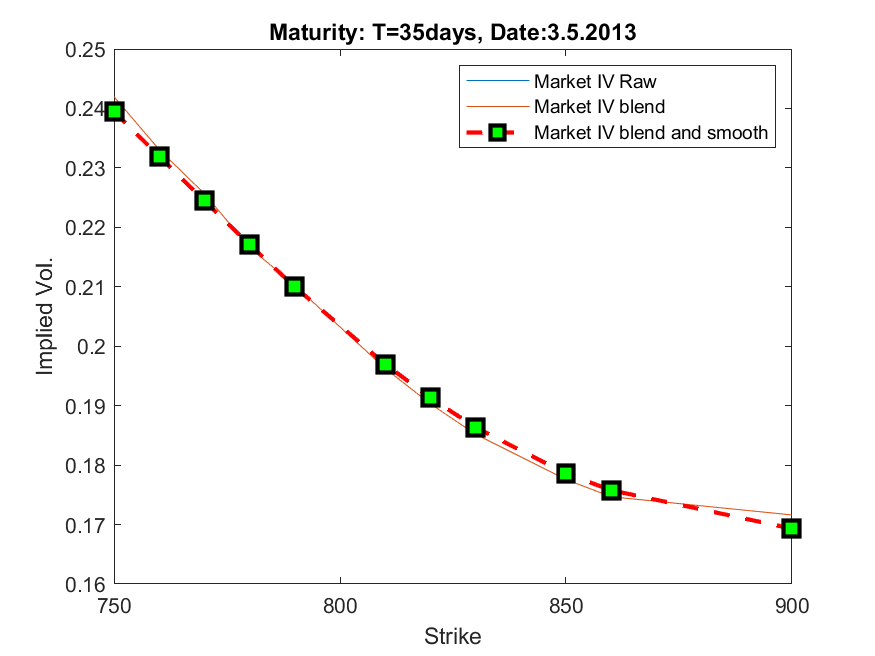 Maturity: T=35days, Date:3.5.2013
0.25
Market IV Raw
Market IV blend
Market IV blend and smooth
0.24
0.23
0.22
0.21
0.2
0.19
0.18
0.17
0.16
Implied Vol.
750
800
850
900
Strike